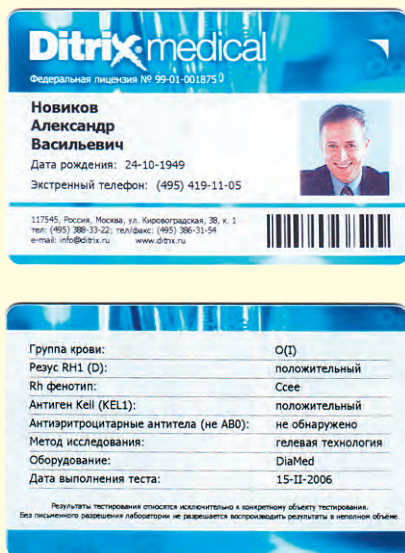 Ditrix medical
Федеральная лицензия № 99-01-001875
Новиков
Александр
Васильевич
Дата рождения: 24-10-1949
Экстренный телефон: (495) 419-11-05
117545, Россия, Москва, ул. Кировоградская, 38, к. 1
тел: (495) 388-33-22; тел/факс: (495) 386-31-54
e-mail: info@ditrix.ru www.ditrix.ru
Группа крови: O(I)
Резус RH1 (D): положительный
Rh фенотип: Ccee
Антиген Kell (KEL1): положительный
Антиэритроцитарные антитела (не AB0): не обнаружено
Метод исследования: гелевая технология
Оборудование: DiaMed
Дата выполнения теста: 15-II-2006
Результаты тестирования относятся исключительно к конкретному объекту тестирования.
Без письменного разрешения лаборатории не разрешается воспроизводить результаты в неполном объёме.